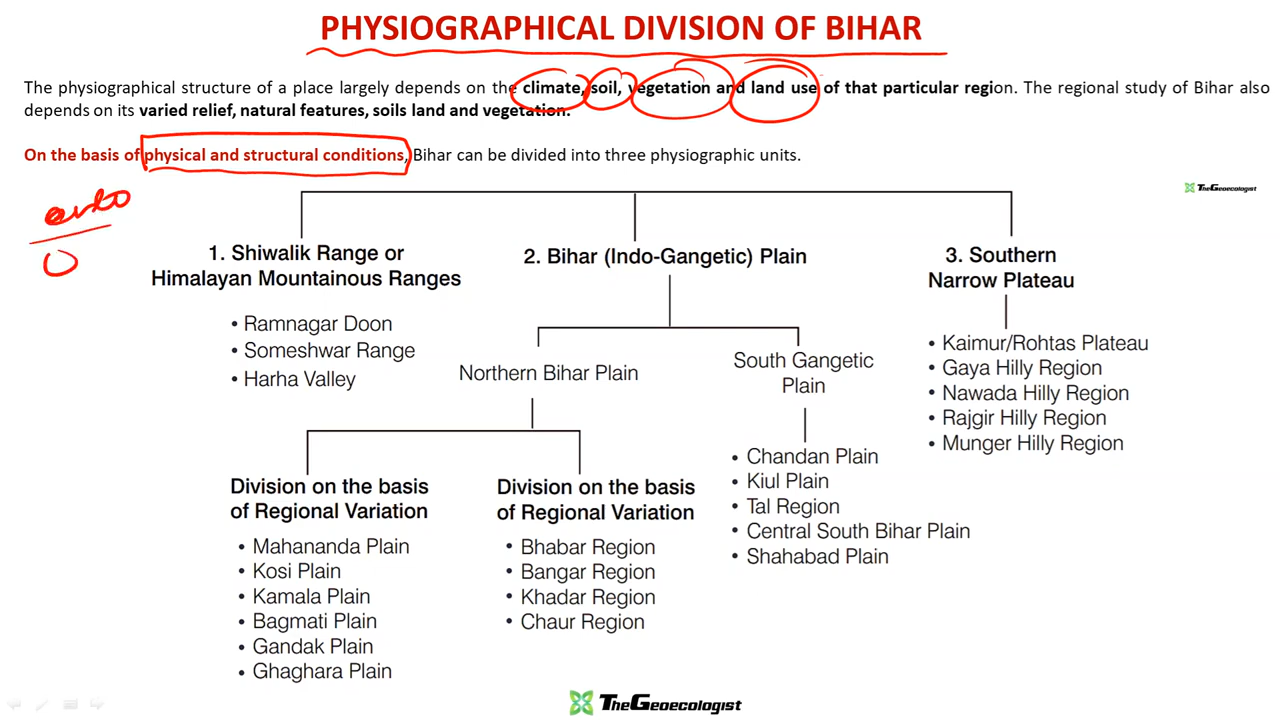 PHYSIOGRAPHICAL DIVISION OF BIHAR
The physiographical structure of a place largely depends on the climate, soil, vegetation and land use of that particular region. The regional study of Bihar also
depends on its varied relief, natural features, soils land and vegetation.
On the basis of physical and structural conditions, Bihar can be divided into three physiographic units.
TheGeoecologist
1. Shiwalik Range or
Himalayan Mountainous Ranges
• Ramnagar Doon
• Someshwar Range
• Harha Valley
2. Bihar (Indo-Gangetic) Plain
Northern Bihar Plain
Division on the basis
of Regional Variation
• Mahananda Plain
• Kosi Plain
• Kamala Plain
• Bagmati Plain
• Gandak Plain
• Ghaghara Plain
Division on the basis
of Regional Variation
• Bhabar Region
• Bangar Region
• Khadar Region
• Chaur Region
South Gangetic
Plain
• Chandan Plain
• Kiul Plain
• Tal Region
• Central South Bihar Plain
• Shahabad Plain
3. Southern
Narrow Plateau
• Kaimur/Rohtas Plateau
• Gaya Hilly Region
• Nawada Hilly Region
• Rajgir Hilly Region
• Munger Hilly Region
TheGeoecologist